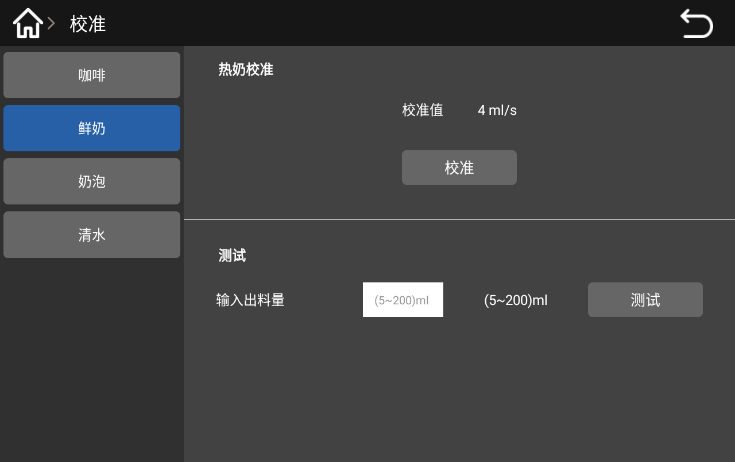 校准
咖啡
鲜奶
奶泡
清水
热奶校准
校准值 4 ml/s
校准
测试
输入出料量 (5~200)ml (5~200)ml 测试